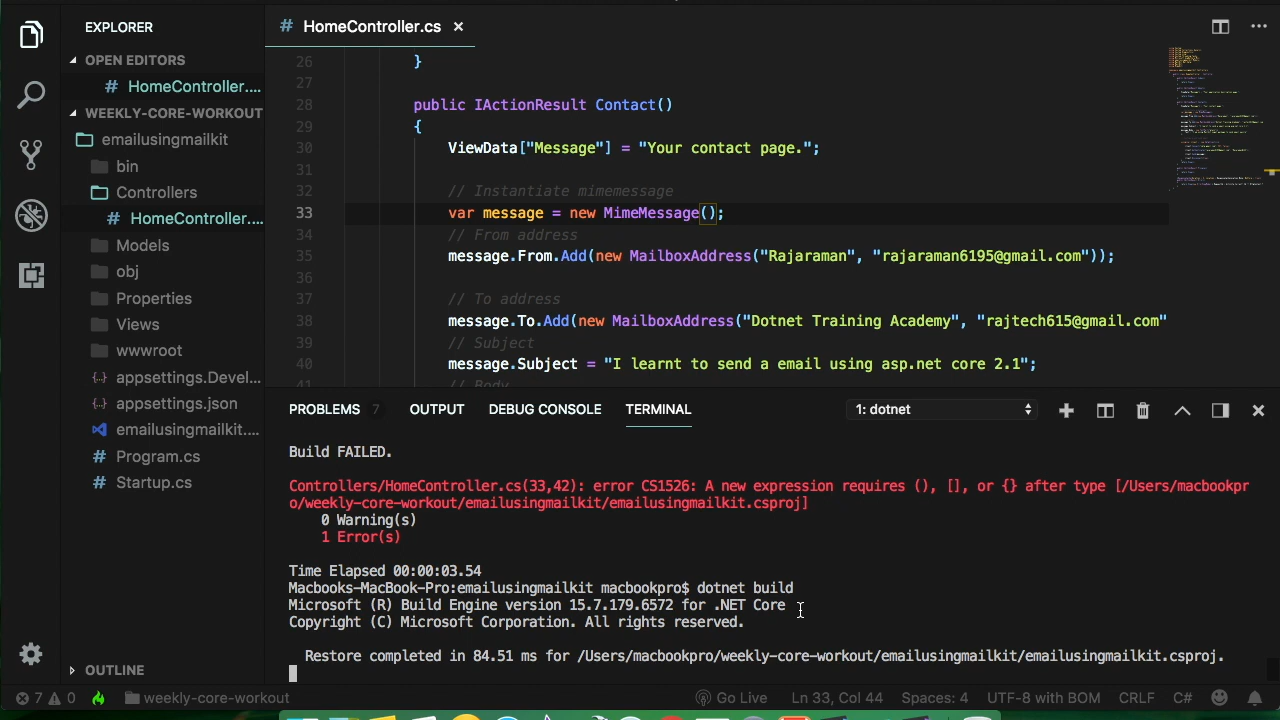 EXPLORER
OPEN EDITORS
# HomeController....
WEEKLY-CORE-WORKOUT
emailusingmailkit
bin
Controllers
# HomeController....
Models
obj
Properties
Views
wwwroot
{..} appsettings.Devel...
{..} appsettings.json
emailusingmailkit....
# Program.cs
# Startup.cs
OUTLINE
# HomeController.cs ×
26 }
27
28 public IActionResult Contact()
29 {
30 ViewData["Message"] = "Your contact page.";
31
32 // Instantiate mimemessage
33 var message = new MimeMessage();
34 // From address
35 message.From.Add(new MailboxAddress("Rajaraman", "rajaraman6195@gmail.com"));
36
37 // To address
38 message.To.Add(new MailboxAddress("Dotnet Training Academy", "rajtech615@gmail.com"
39 // Subject
40 message.Subject = "I learnt to send a email using asp.net core 2.1";
41 // Body
PROBLEMS 7 OUTPUT DEBUG CONSOLE TERMINAL 1: dotnet
Build FAILED.
Controllers/HomeController.cs(33,42): error CS1526: A new expression requires (), [], or {} after type [/Users/macbookpr
o/weekly-core-workout/emailusingmailkit/emailusingmailkit.csproj]
0 Warning(s)
1 Error(s)
Time Elapsed 00:00:03.54
Macbooks-MacBook-Pro:emailusingmailkit macbookpro$ dotnet build
Microsoft (R) Build Engine version 15.7.179.6572 for .NET Core
Copyright (C) Microsoft Corporation. All rights reserved.
Restore completed in 84.51 ms for /Users/macbookpro/weekly-core-workout/emailusingmailkit/emailusingmailkit.csproj.
7 0 weekly-core-workout Go Live Ln 33, Col 44 Spaces: 4 UTF-8 with BOM CRLF C#